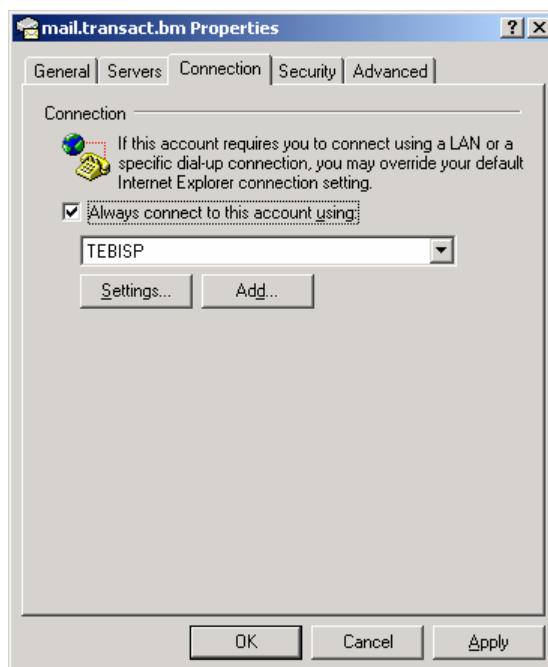 mail.transact.bm Properties
General Servers Connection Security Advanced
Connection
If this account requires you to connect using a LAN or a
specific dial-up connection, you may override your default
Internet Explorer connection setting.
Always connect to this account using:
TEBISP
Settings... Add...
OK Cancel Apply